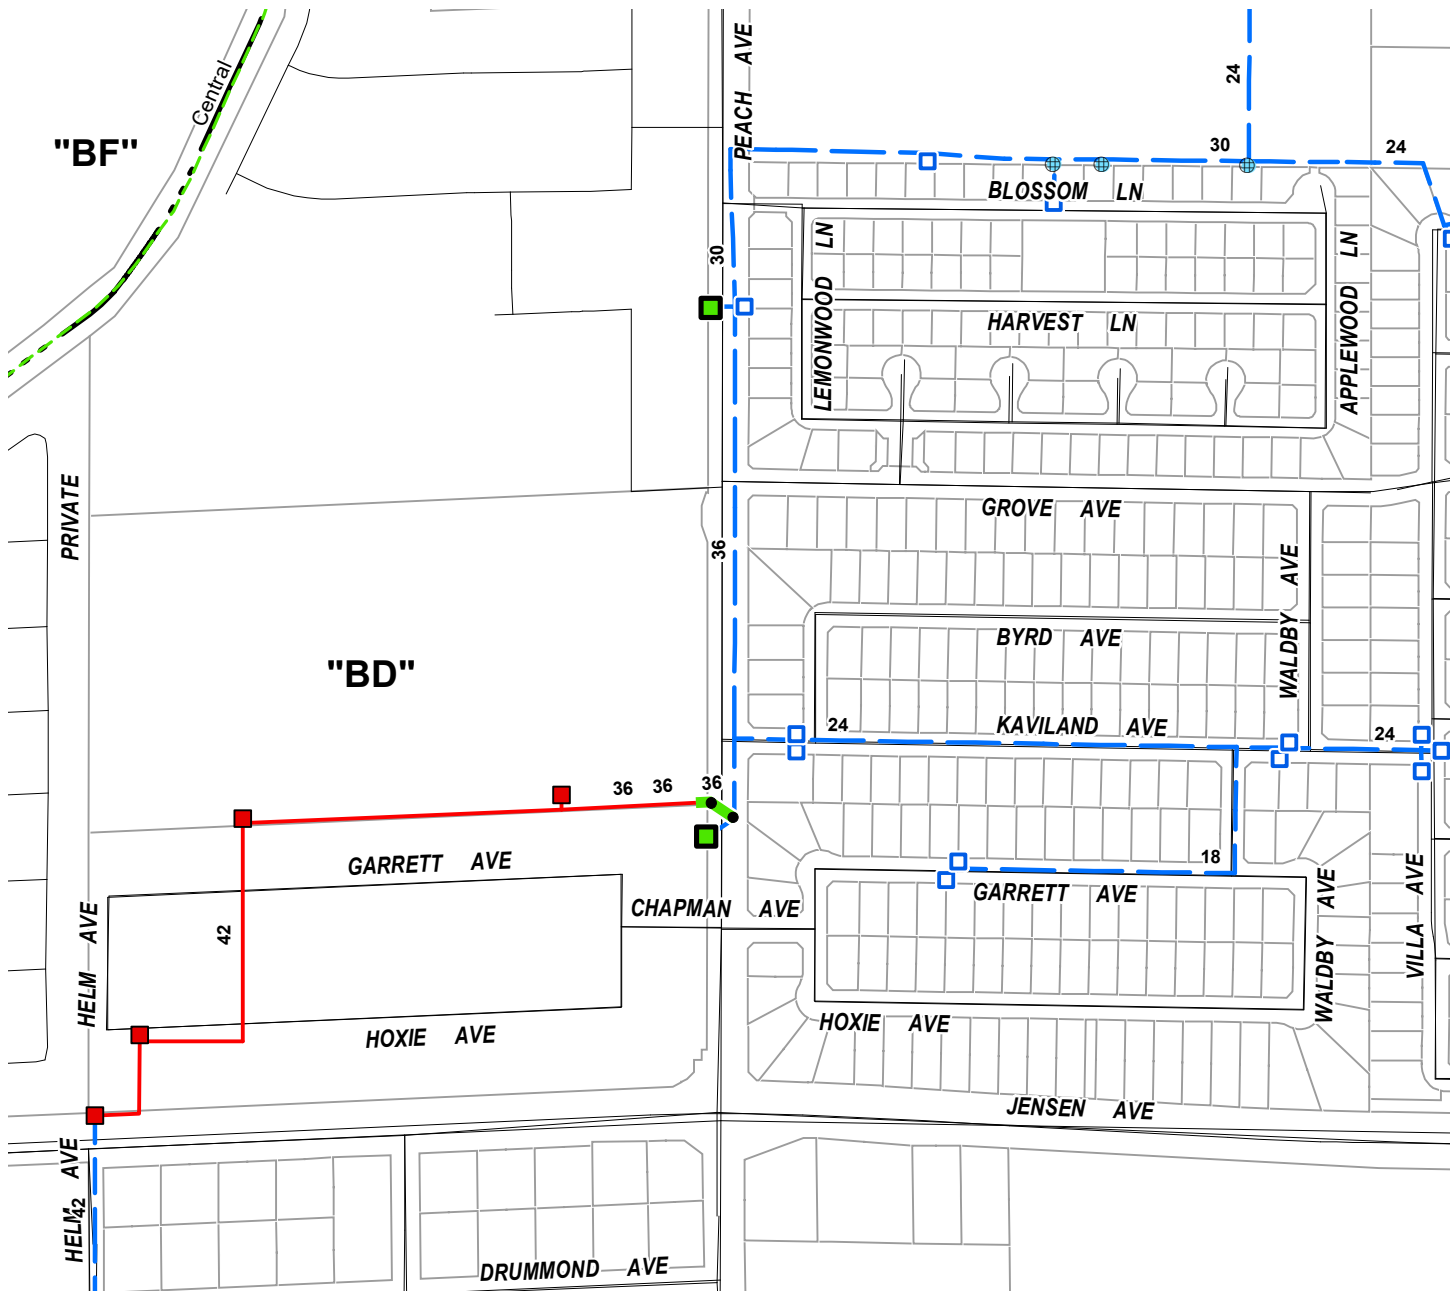 PEACH AVE
24
Central
"BF"
30
24
BLOSSOM LN
LEMONWOOD LN
APPLEWOOD LN
30
HARVEST LN
PRIVATE
GROVE AVE
36
WALDBY AVE
BYRD AVE
"BD"
24
KAVILAND AVE
24
36
36
36
GARRETT AVE
18
GARRETT AVE
CHAPMAN AVE
HELM AVE
42
WALDBY AVE
VILLA AVE
HOXIE AVE
HOXIE AVE
JENSEN AVE
HELM AVE
42
DRUMMOND AVE